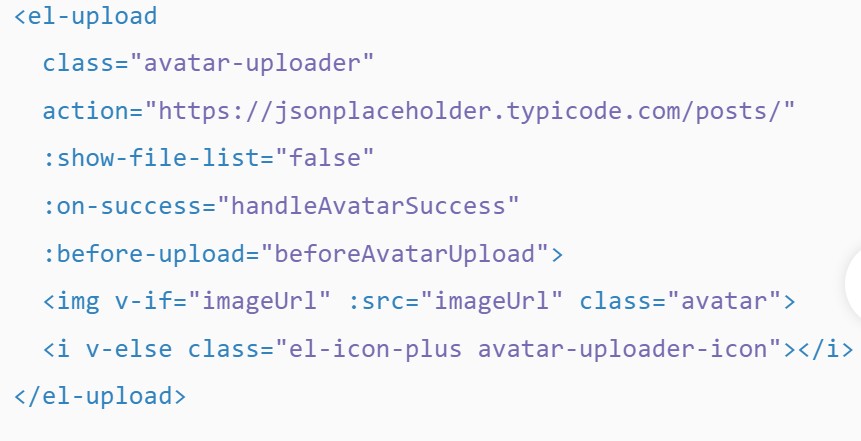 <el-upload
  class="avatar-uploader"
  action="https://jsonplaceholder.typicode.com/posts/"
  :show-file-list="false"
  :on-success="handleAvatarSuccess"
  :before-upload="beforeAvatarUpload">
  <img v-if="imageUrl" :src="imageUrl" class="avatar">
  <i v-else class="el-icon-plus avatar-uploader-icon"></i>
</el-upload>